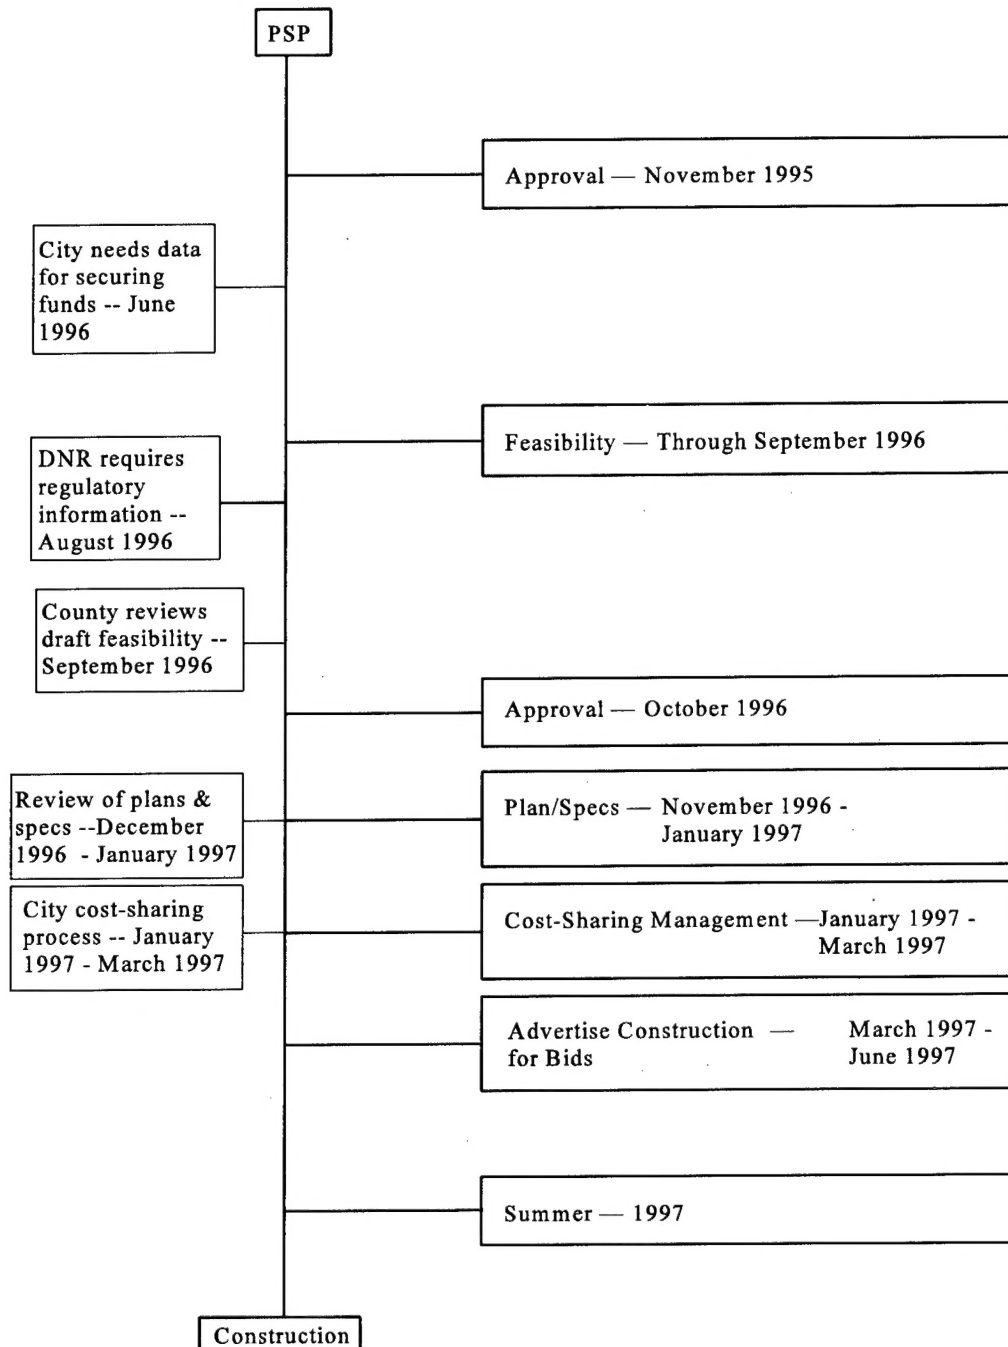 PSP
Approval — November 1995
City needs data
for securing
funds -- June
1996
Feasibility — Through September 1996
DNR requires
regulatory
information --
August 1996
County reviews
draft feasibility --
September 1996
Approval — October 1996
Review of plans &
specs --December
1996 - January 1997
Plan/Specs — November 1996 -
January 1997
City cost-sharing
process -- January
1997 - March 1997
Cost-Sharing Management —January 1997 -
March 1997
Advertise Construction — March 1997 -
for Bids June 1997
Summer — 1997
Construction